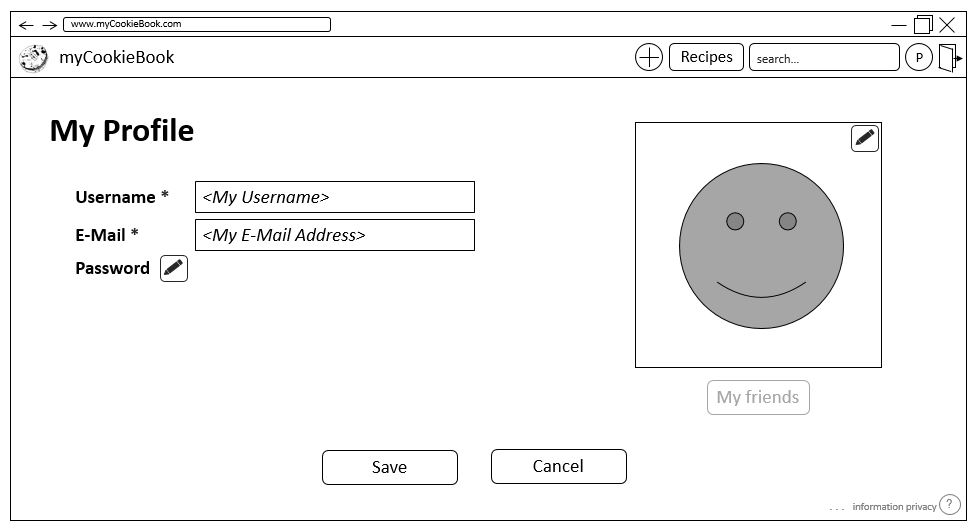 www.myCookieBook.com
myCookieBook
Recipes
search...
P
My Profile
Username *
<My Username>
E-Mail *
<My E-Mail Address>
Password
My friends
Save
Cancel
... information privacy ?